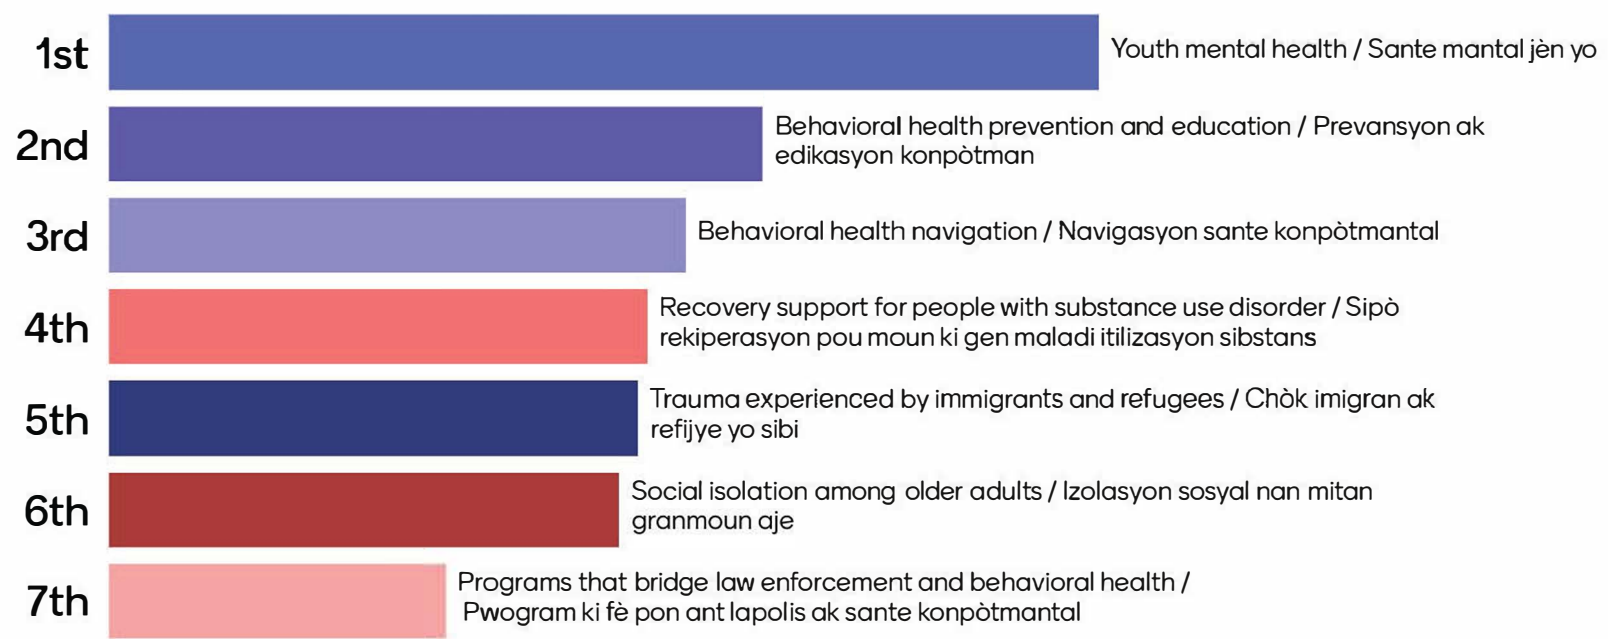 1st
Youth mental health / Sante mantal jèn yo
2nd
Behavioral health prevention and education / Prevansyon ak
edikasyon konpòtman
3rd
Behavioral health navigation / Navigasyon sante konpòtmantal
4th
Recovery support for people with substance use disorder / Sipò
rekiperasyon pou moun ki gen maladi itilizasyon sibstans
5th
Trauma experienced by immigrants and refugees / Chòk imigran ak
refijye yo sibi
6th
Social isolation among older adults / Izolasyon sosyal nan mitan
granmoun aje
7th
Programs that bridge law enforcement and behavioral health /
Pwogram ki fè pon ant lapolis ak sante konpòtmantal